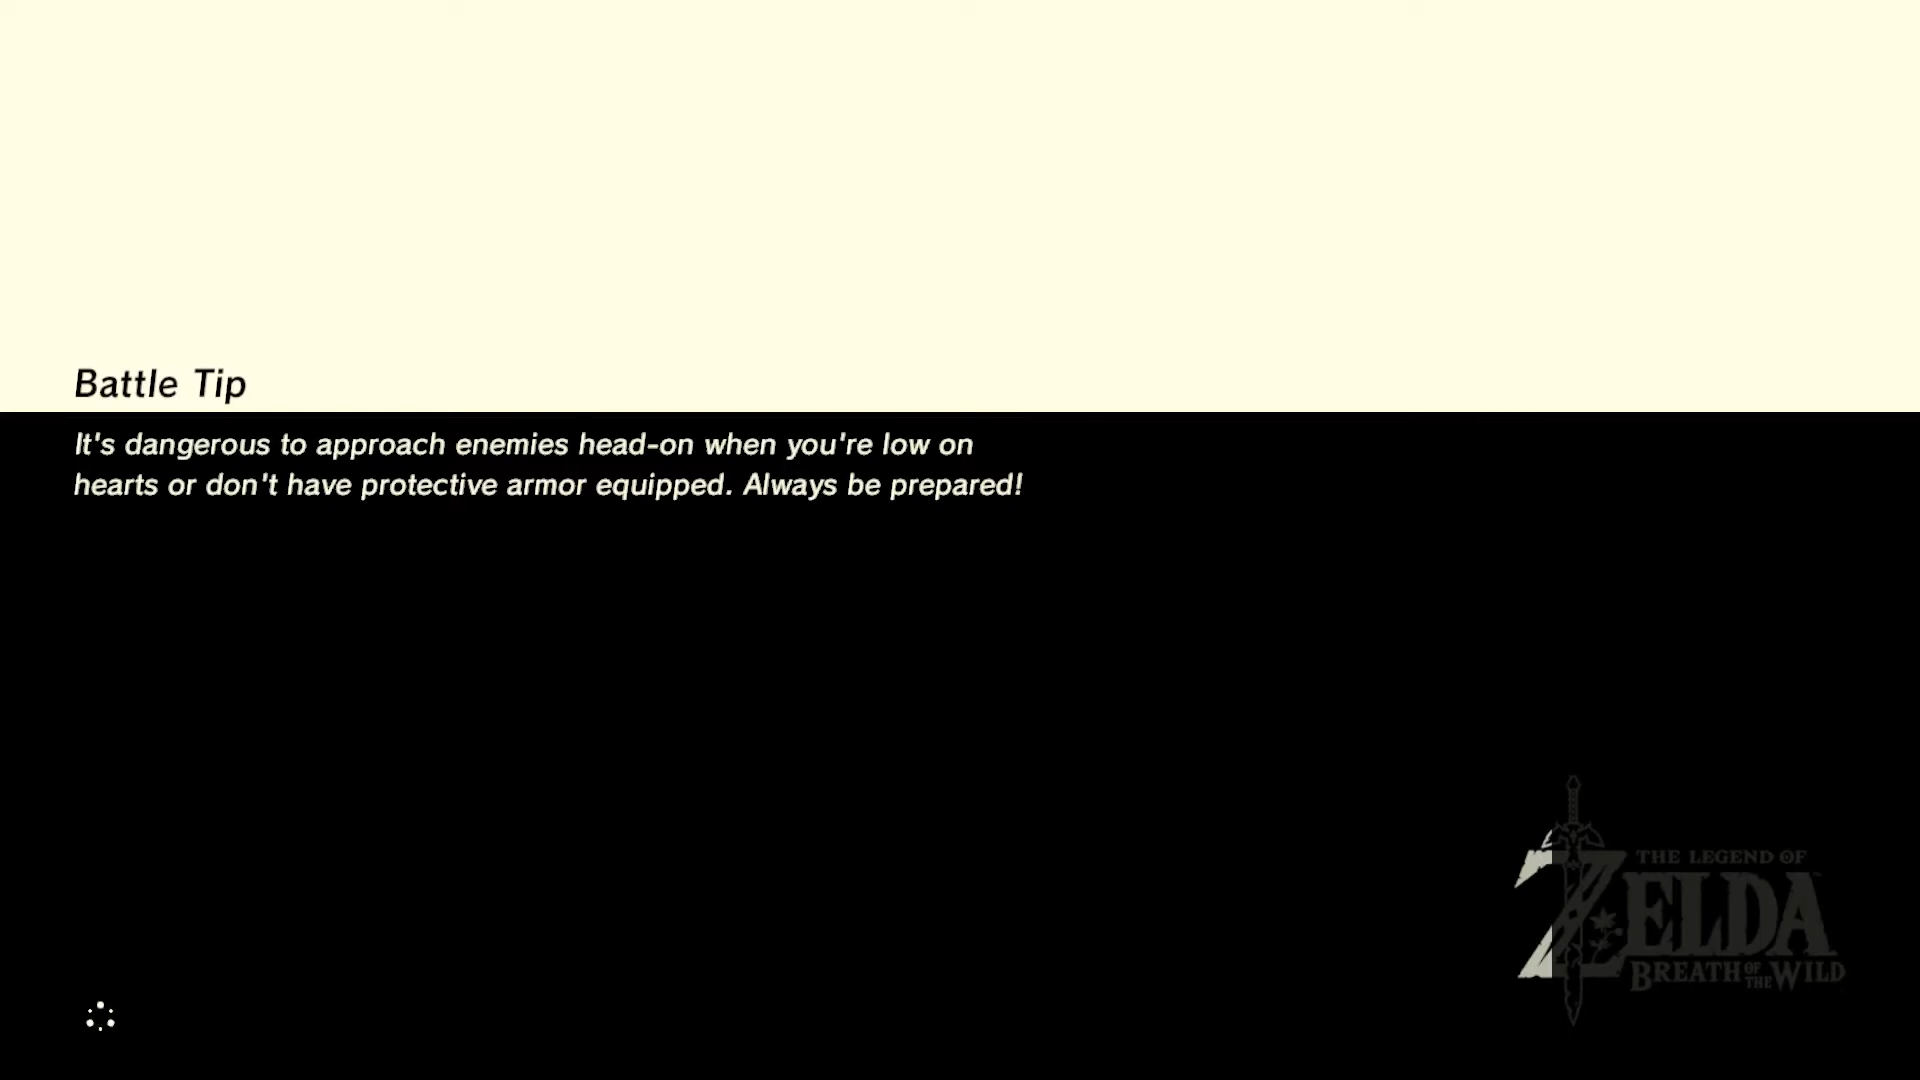 Battle Tip
It's dangerous to approach enemies head-on when you're low on
hearts or don't have protective armor equipped. Always be prepared!
THE LEGEND OF
ZELDA
BREATH OF THE WILD